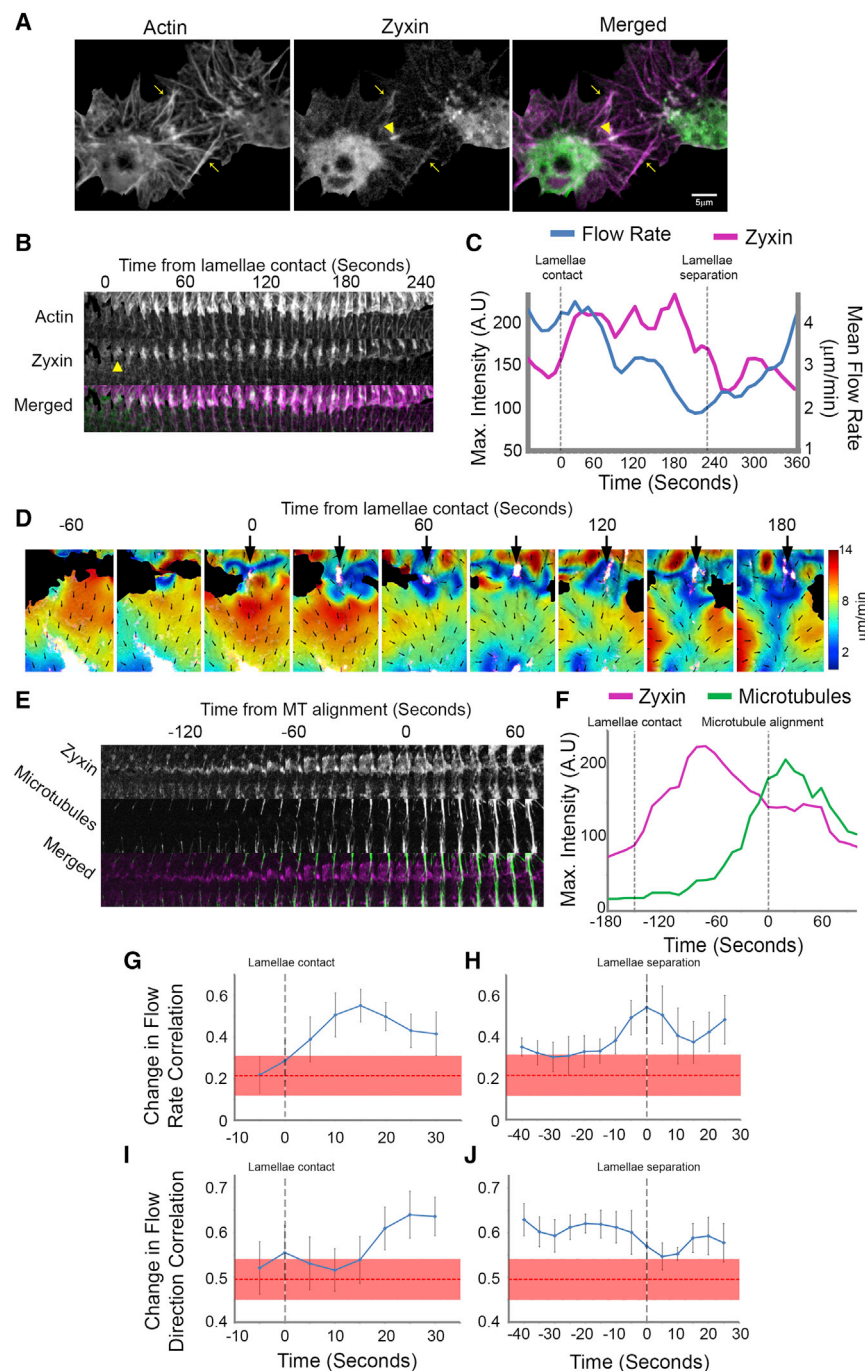 A
Actin Zyxin Merged
5µm
B
Time from lamellae contact (Seconds)
0 60 120 180 240
Actin
Zyxin
Merged
C
Flow Rate Zyxin
Lamellae contact
Lamellae separation
Max. Intensity (A.U)
200
150
100
50
Mean Flow Rate (µm/min)
4
3
2
1
0 60 120 180 240 300 360
Time (Seconds)
D
Time from lamellae contact (Seconds)
-60 0 60 120 180
14
8
2
µm/µm
E
Time from MT alignment (Seconds)
-120 -60 0 60
Zyxin
Microtubules
Merged
F
Zyxin Microtubules
Lamellae contact Microtubule alignment
Max. Intensity (A.U)
200
100
0
-180 -120 -60 0 60
Time (Seconds)
G
Lamellae contact
Change in Flow
Rate Correlation
0.6
0.4
0.2
0
-10 0 10 20 30
H
Lamellae separation
0.6
0.4
0.2
0
-40 -30 -20 -10 0 10 20 30
I
Lamellae contact
Change in Flow
Direction Correlation
0.7
0.6
0.5
0.4
-10 0 10 20 30
Time (Seconds)
J
Lamellae separation
0.7
0.6
0.5
0.4
-40 -30 -20 -10 0 10 20 30
Time (Seconds)